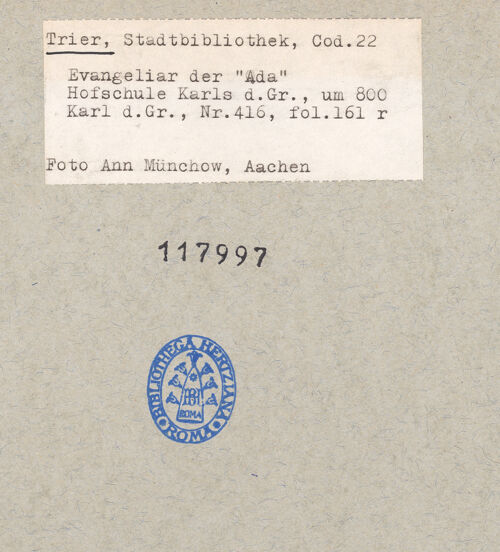 Trier, Stadtbibliothek, Cod.22
Evangeliar der "Ada"
Hofschule Karls d.Gr., um 800
Karl d.Gr., Nr.416, fol.161 r
Foto Ann Münchow, Aachen
117997
BIBLIOTHECA HERTZIANA
BH
ROMA
ROMA